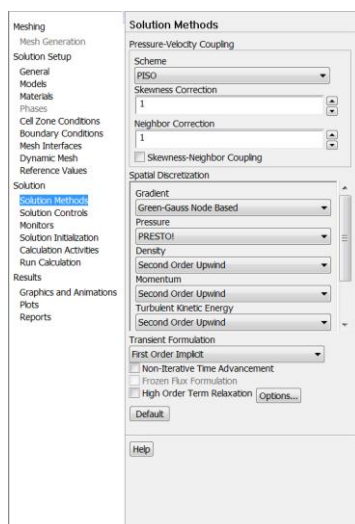 Meshing
Mesh Generation
Solution Setup
General
Models
Materials
Phases
Cell Zone Conditions
Boundary Conditions
Mesh Interfaces
Dynamic Mesh
Reference Values
Solution
Solution Methods
Solution Controls
Monitors
Solution Initialization
Calculation Activities
Run Calculation
Results
Graphics and Animations
Plots
Reports
Solution Methods
Pressure-Velocity Coupling
Scheme
PISO
Skewness Correction
1
Neighbor Correction
1
Skewness-Neighbor Coupling
Spatial Discretization
Gradient
Green-Gauss Node Based
Pressure
PRESTO!
Density
Second Order Upwind
Momentum
Second Order Upwind
Turbulent Kinetic Energy
Second Order Upwind
Transient Formulation
First Order Implicit
Non-Iterative Time Advancement
Frozen Flux Formulation
High Order Term Relaxation Options...
Default
Help